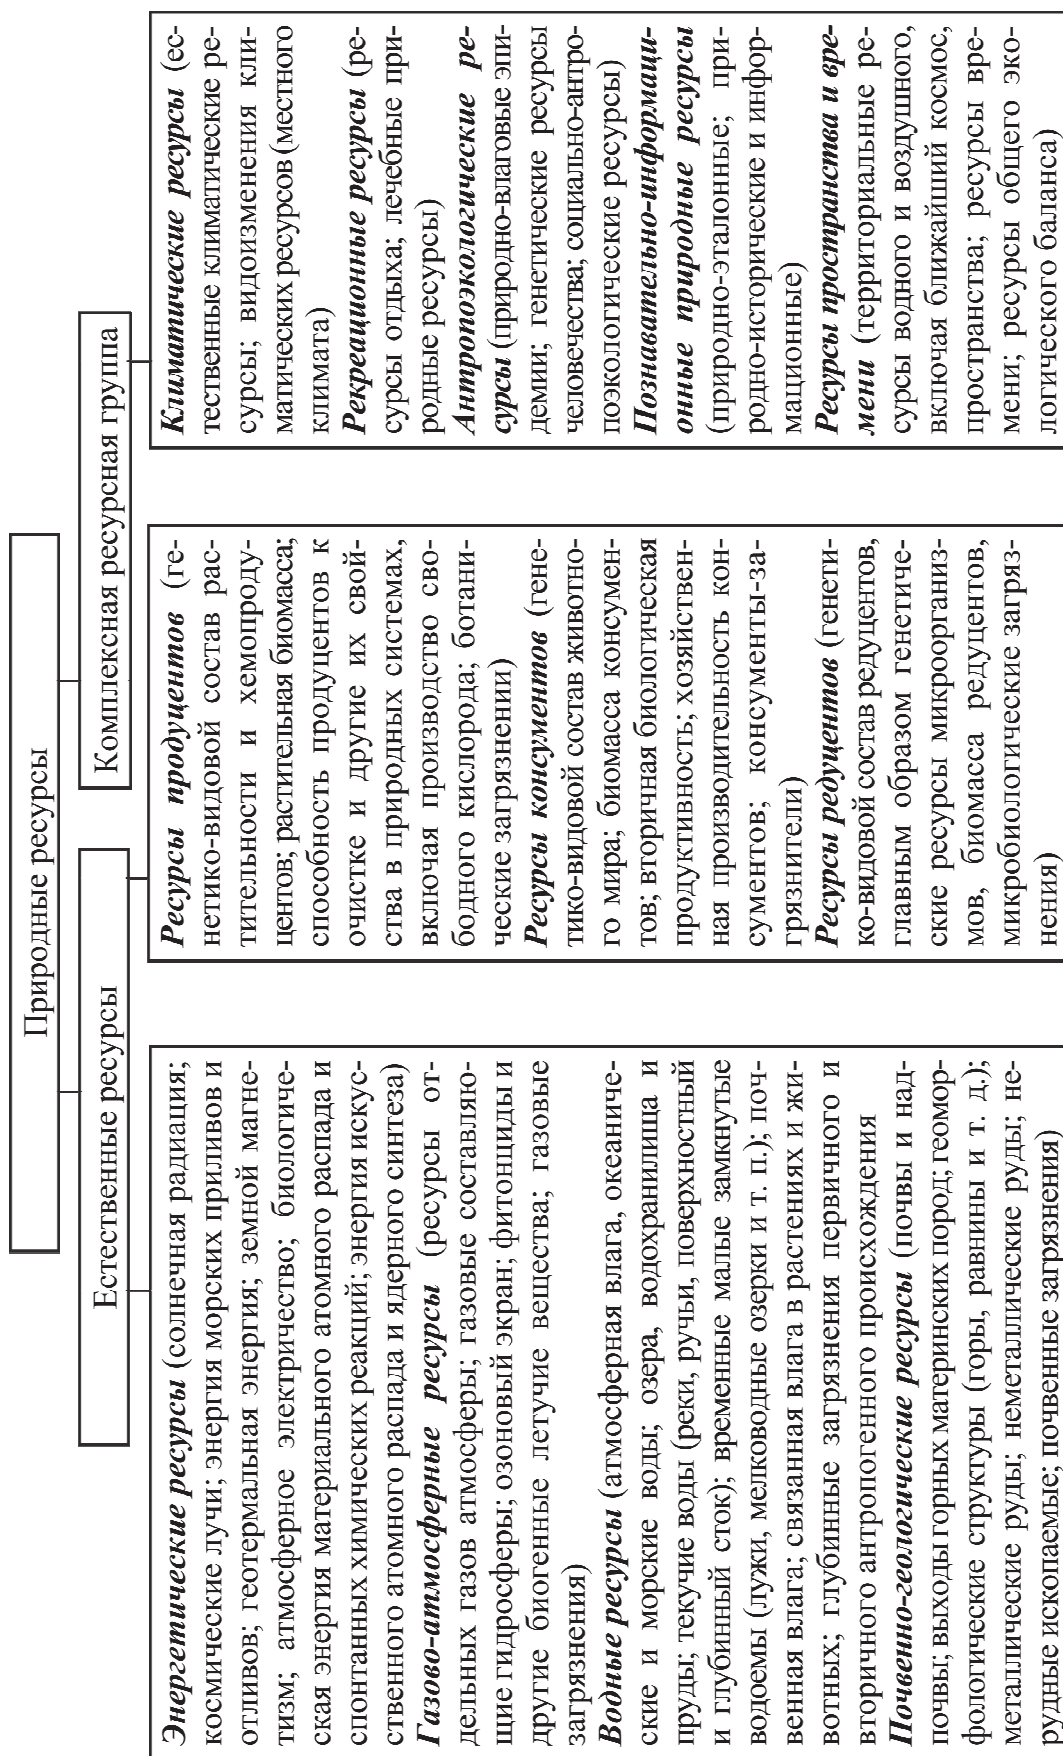 Природные ресурсы
Естественные ресурсы
Комплексная ресурсная группа
Энергетические ресурсы (солнечная радиация;
космические лучи; энергия морских приливов и
отливов; геотермальная энергия; земной магне-
тизм; атмосферное электричество; биологиче-
ская энергия материального атомного распада и
спонтанных химических реакций; энергия искус-
ственного атомного распада и ядерного синтеза)
Газово-атмосферные ресурсы (ресурсы от-
дельных газов атмосферы; газовые составляю-
щие гидросферы; озоновый экран; фитонциды и
другие биогенные летучие вещества; газовые
загрязнения)
Водные ресурсы (атмосферная влага, океаниче-
ские и морские воды; озера, водохранилища и
пруды; текучие воды (реки, ручьи, поверхностный
и глубинный сток); временные малые замкнутые
водоемы (лужи, мелководные озерки и т. п.); поч-
венная влага; связанная влага в растениях и жи-
вотных; глубинные загрязнения первичного и
вторичного антропогенного происхождения
Почвенно-геологические ресурсы (почвы и над-
почвы; выходы горных материнских пород; геомор-
фологические структуры (горы, равнины и т. д.);
металлические руды; неметаллические руды; не-
рудные ископаемые; почвенные загрязнения)
Ресурсы продуцентов (ге-
нетико-видовой состав рас-
тительности и хемопроду-
центов; растительная биомасса;
способность продуцентов к
очистке и другие их свой-
ства в природных системах,
включая производство сво-
бодного кислорода; ботани-
ческие загрязнении)
Ресурсы консументов (гене-
тико-видовой состав животно-
го мира; биомасса консумен-
тов; вторичная биологическая
продуктивность; хозяйствен-
ная производительность кон-
сументов; консументы-за-
грязнители)
Ресурсы редуцентов (генети-
ко-видовой состав редуцентов,
главным образом генетиче-
ские ресурсы микроорганиз-
мов, биомасса редуцентов,
микробиологические загряз-
нения)
Климатические ресурсы (ес-
тественные климатические ре-
сурсы; видоизменения кли-
матических ресурсов (местного
климата)
Рекреационные ресурсы (ре-
сурсы отдыха; лечебные при-
родные ресурсы)
Антропоэкологические ре-
сурсы (природно-влаговые эпи-
демии; генетические ресурсы
человечества; социально-антро-
поэкологические ресурсы)
Познавательно-информаци-
онные природные ресурсы
(природно-эталонные; при-
родно-исторические и инфор-
мационные)
Ресурсы пространства и вре-
мени (территориальные ре-
сурсы водного и воздушного,
включая ближайший космос,
пространства; ресурсы вре-
мени; ресурсы общего эко-
логического баланса)